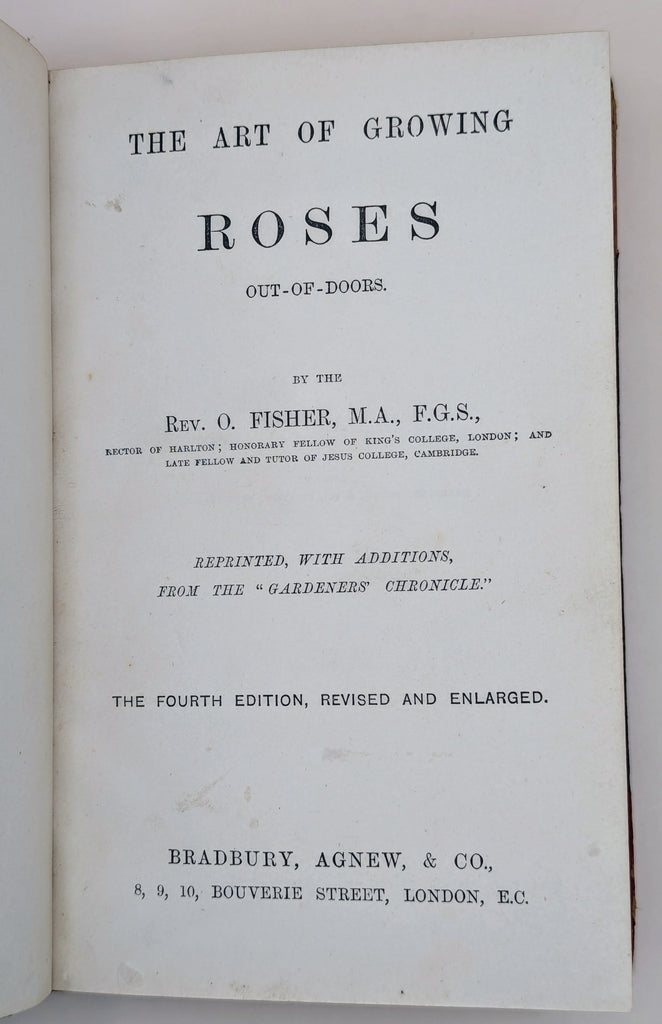 THE ART OF GROWING
ROSES
OUT-OF-DOORS.
BY THE
REV. O. FISHER, M.A., F.G.S.,
RECTOR OF HARLTON; HONORARY FELLOW OF KING'S COLLEGE, LONDON; AND
LATE FELLOW AND TUTOR OF JESUS COLLEGE, CAMBRIDGE.
REPRINTED, WITH ADDITIONS,
FROM THE "GARDENERS' CHRONICLE."
THE FOURTH EDITION, REVISED AND ENLARGED.
BRADBURY, AGNEW, & CO.,
8, 9, 10, BOUVERIE STREET, LONDON, E.C.